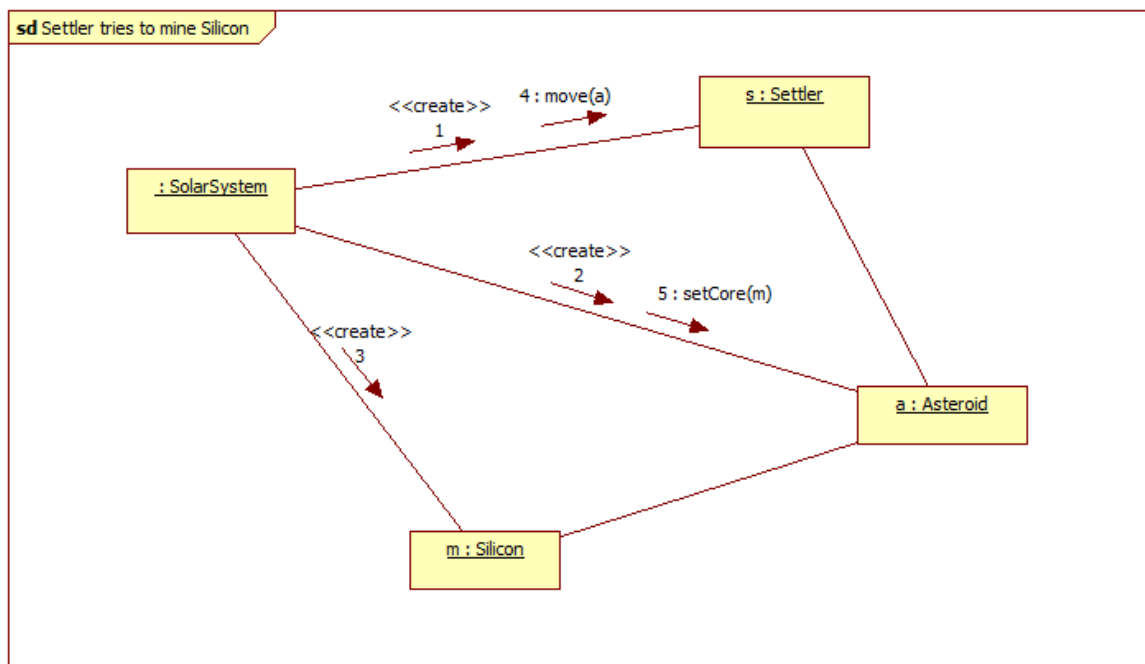 sd Settler tries to mine Silicon
<<create>>
1
4 : move(a)
s : Settler
: SolarSystem
<<create>>
2
5 : setCore(m)
<<create>>
3
a : Asteroid
m : Silicon